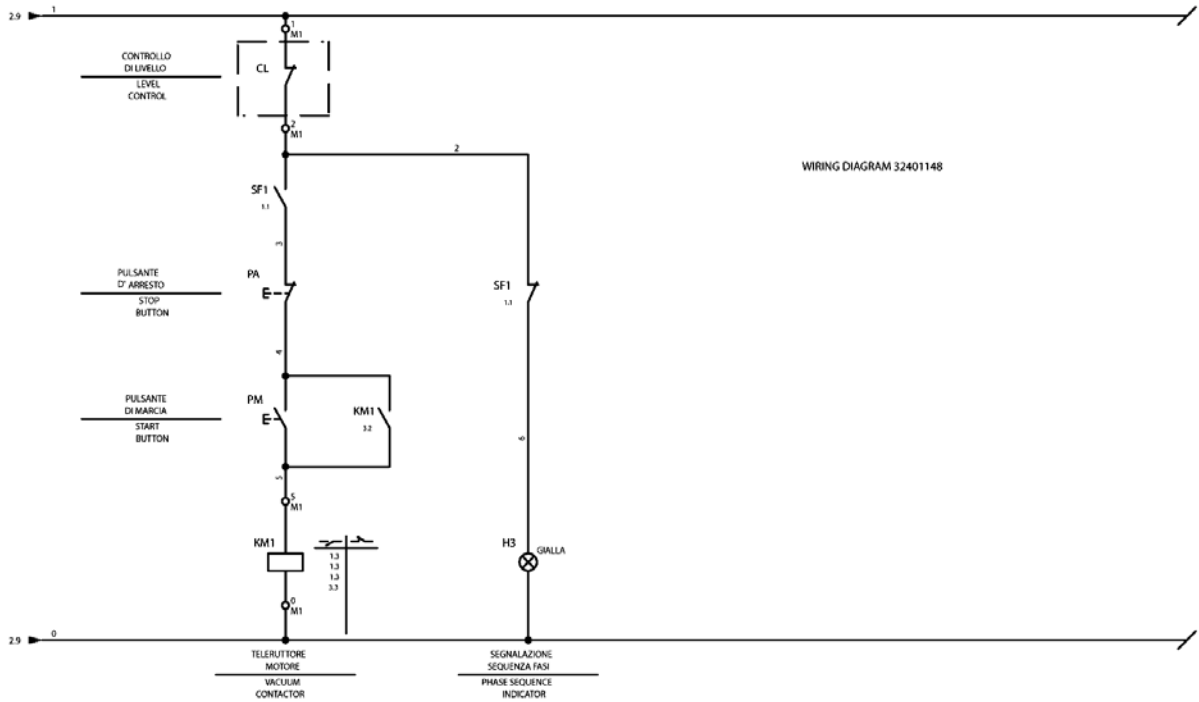 2.9
1
1
M1
CONTROLLO
DI LIVELLO
LEVEL
CONTROL
CL
2
M1
2
WIRING DIAGRAM 32401148
SF1
1.1
3
PULSANTE
D' ARRESTO
STOP
BUTTON
PA
SF1
1.1
4
PULSANTE
DI MARCIA
START
BUTTON
PM
KM1
3.2
6
5
5
M1
KM1
1.3
1.3
1.3
3.3
H3
GIALLA
0
M1
2.9
0
TELERUTTORE
MOTORE
VACUUM
CONTACTOR
SEGNALAZIONE
SEQUENZA FASI
PHASE SEQUENCE
INDICATOR